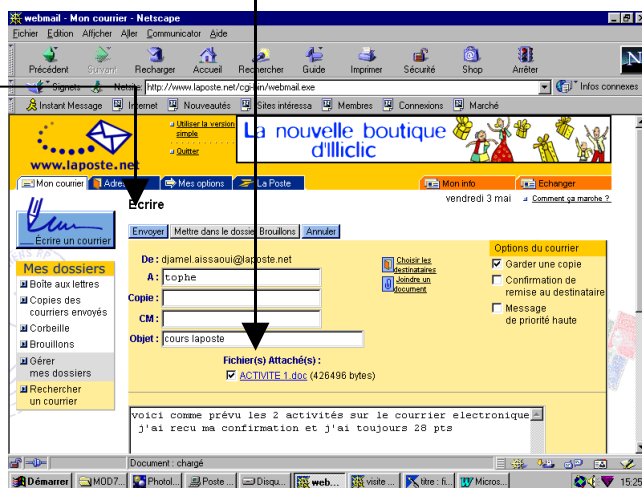 webmail - Mon courrier - Netscape
Fichier Edition Afficher Aller Communicator Aide
Précédent Suivant Recharger Accueil Rechercher Guide Imprimer Sécurité Shop Arrêter
N
Signets Netsite: http://www.laposte.net/cgi-bin/webmail.exe Infos connexes
Instant Message Internet Nouveautés Sites intéressa Membres Connexions Marché
www.laposte.net
Utiliser la version
simple
Quitter
La nouvelle boutique
d'Illiclic
Mon courrier Adres Mes options La Poste Mon info Echanger
Ecrire
vendredi 3 mai Comment ça marche ?
Ecrire un courrier
Envoyer Mettre dans le dossier Brouillons Annuler
Mes dossiers
Boîte aux lettres
Copies des
courriers envoyés
Corbeille
Brouillons
Gérer
mes dossiers
Rechercher
un courrier
De : djamel.aissaoui@laposte.net
A : tophe
Copie :
CM :
Objet : cours laposte
Choisir les
destinataires
Joindre un
document
Options du courrier
Garder une copie
Confirmation de
remise au destinataire
Message
de priorité haute
Fichier(s) Attaché(s) :
ACTIVITE 1.doc (426496 bytes)
voici comme prévu les 2 activités sur le courrier electronique
j'ai recu ma confirmation et j'ai toujours 28 pts
Document : chargé
Démarrer MOD7... Photol... Poste ... Disqu... web... visite ... titre : fi... Micros... 15:25